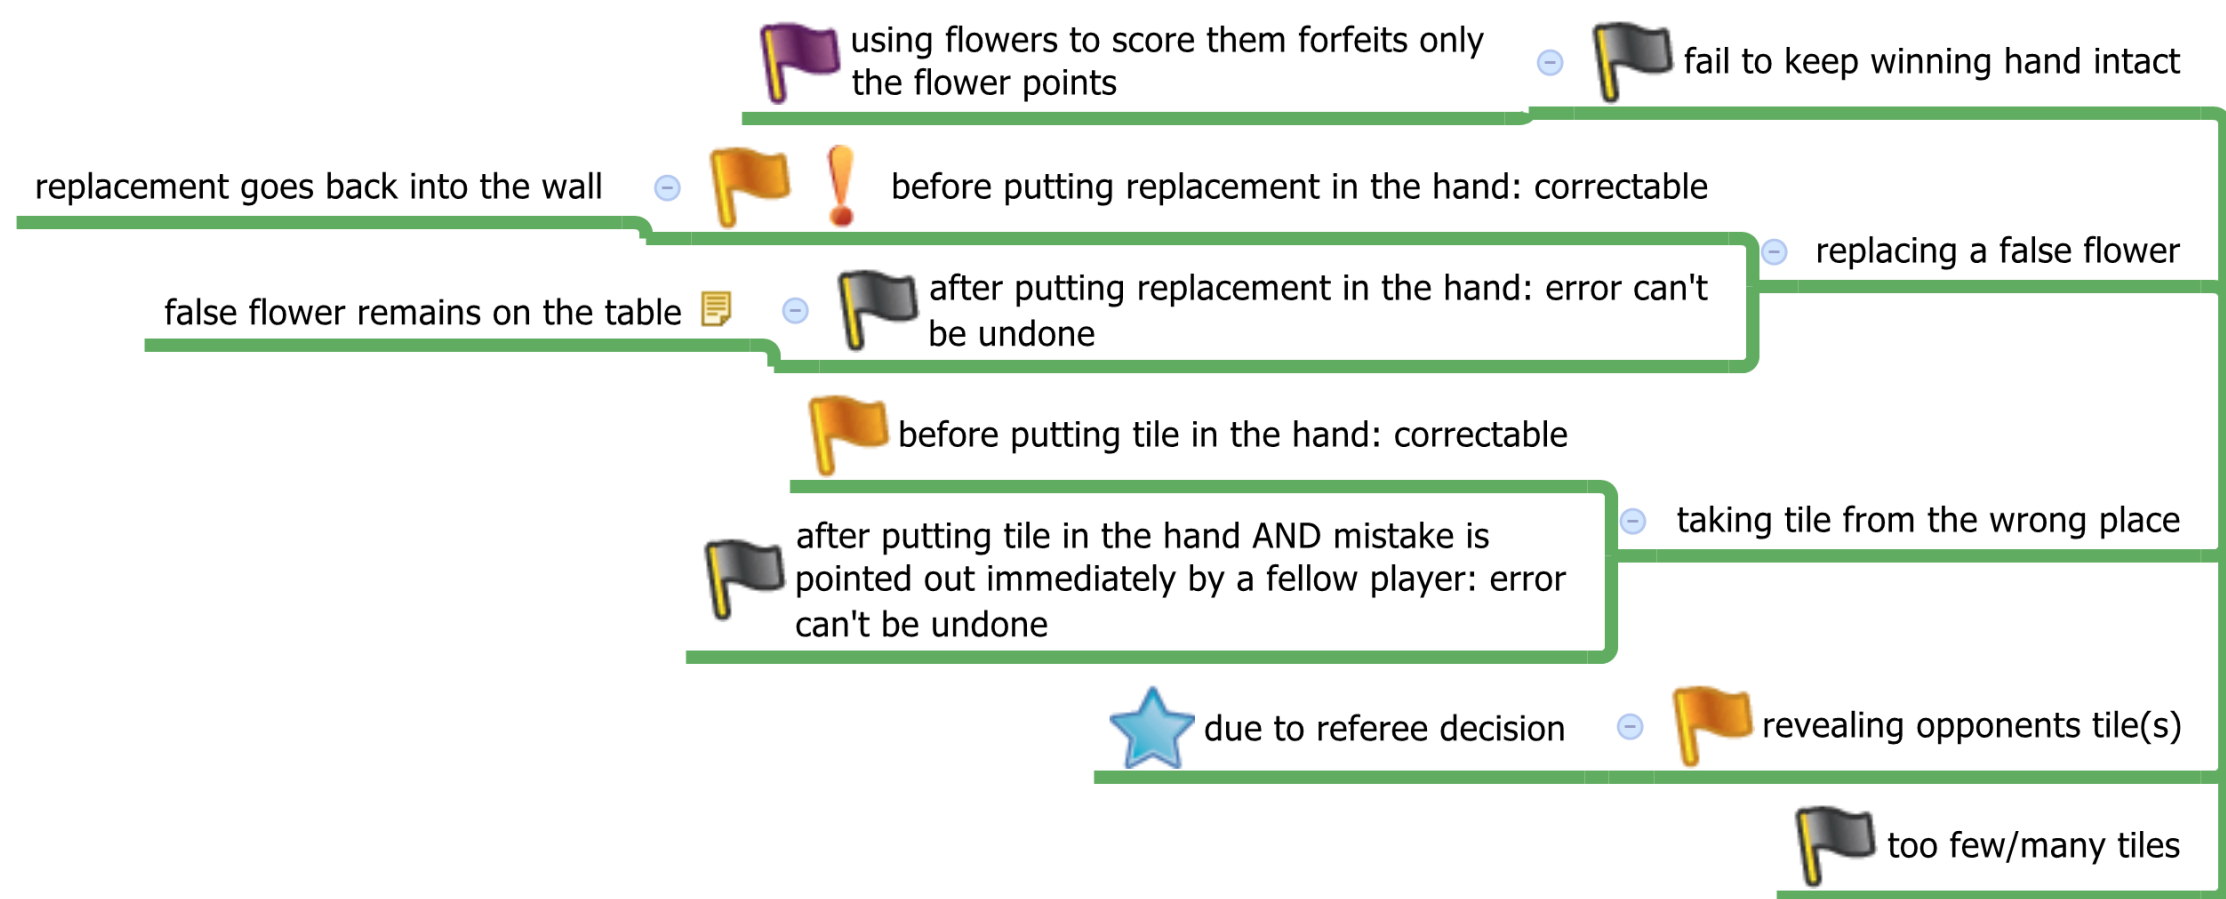 using flowers to score them forfeits only
the flower points
fail to keep winning hand intact
replacement goes back into the wall
before putting replacement in the hand: correctable
replacing a false flower
false flower remains on the table
after putting replacement in the hand: error can't
be undone
before putting tile in the hand: correctable
taking tile from the wrong place
after putting tile in the hand AND mistake is
pointed out immediately by a fellow player: error
can't be undone
due to referee decision
revealing opponents tile(s)
too few/many tiles